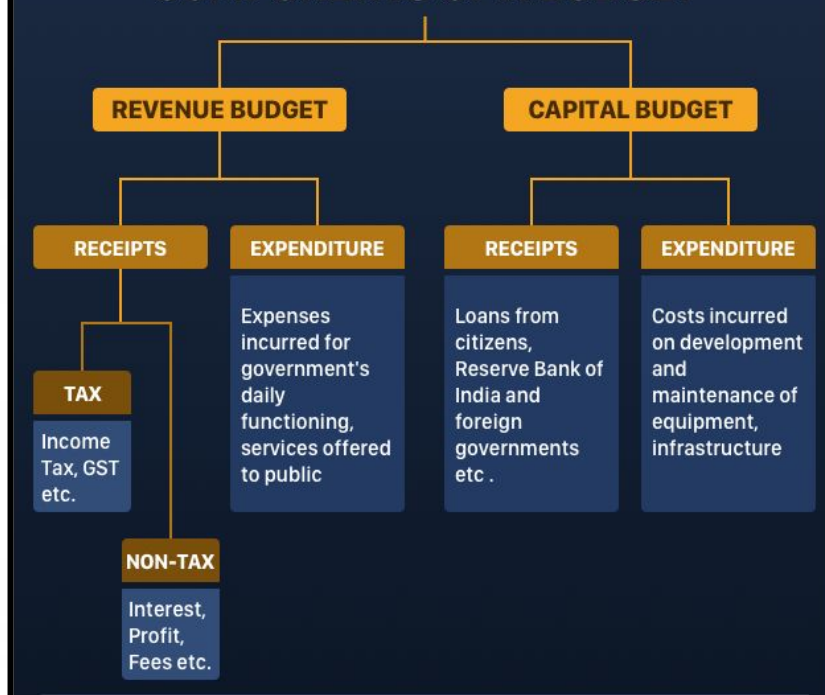 REVENUE BUDGET
CAPITAL BUDGET
RECEIPTS
EXPENDITURE
RECEIPTS
EXPENDITURE
Expenses
incurred for
government's
daily
functioning,
services offered
to public
Loans from
citizens,
Reserve Bank of
India and
foreign
governments
etc .
Costs incurred
on development
and
maintenance of
equipment,
infrastructure
TAX
Income
Tax, GST
etc.
NON-TAX
Interest,
Profit,
Fees etc.